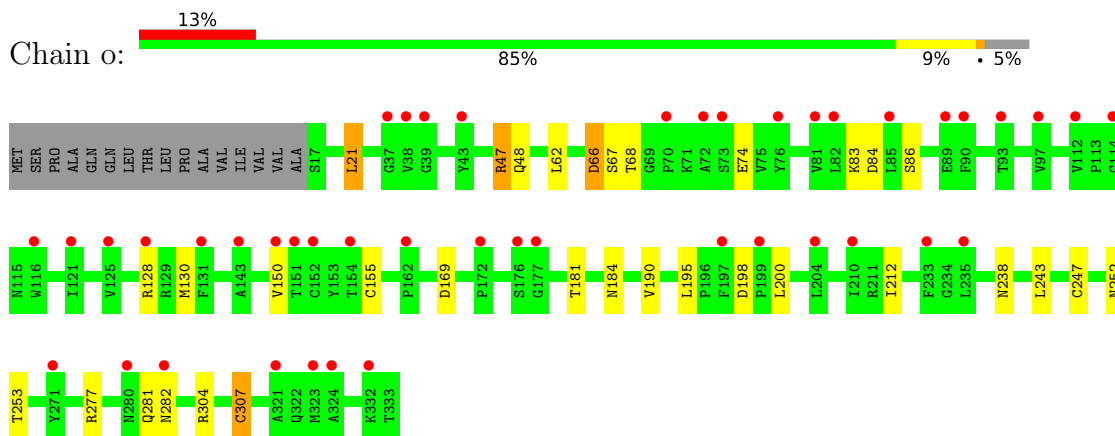 13%
Chain o:
85% 9% • 5%
MET SER PRO ALA GLN GLN LEU THR LEU PRO ALA VAL ILE VAL VAL ALA S17 L21 G37 V38 G39 Y43 R47 Q48 L62 D66 S67 T68 G69 P70 K71 A72 S73 E74 V75 Y76 V81 L82 K83 D84 L85 S86 E89 F90 T93 V97 V112 P113 G114
N115 W116 I121 V125 R128 R129 M130 F131 A143 V150 T151 C152 Y153 T154 C155 P162 D169 P172 S176 G177 T181 N184 V190 L195 P196 F197 D198 P199 L200 L204 I210 R211 I212 F233 G234 L235 N238 L243 C247 N252
T253 Y271 R277 N280 Q281 N282 R304 C307 A321 Q322 M323 A324 K332 T333